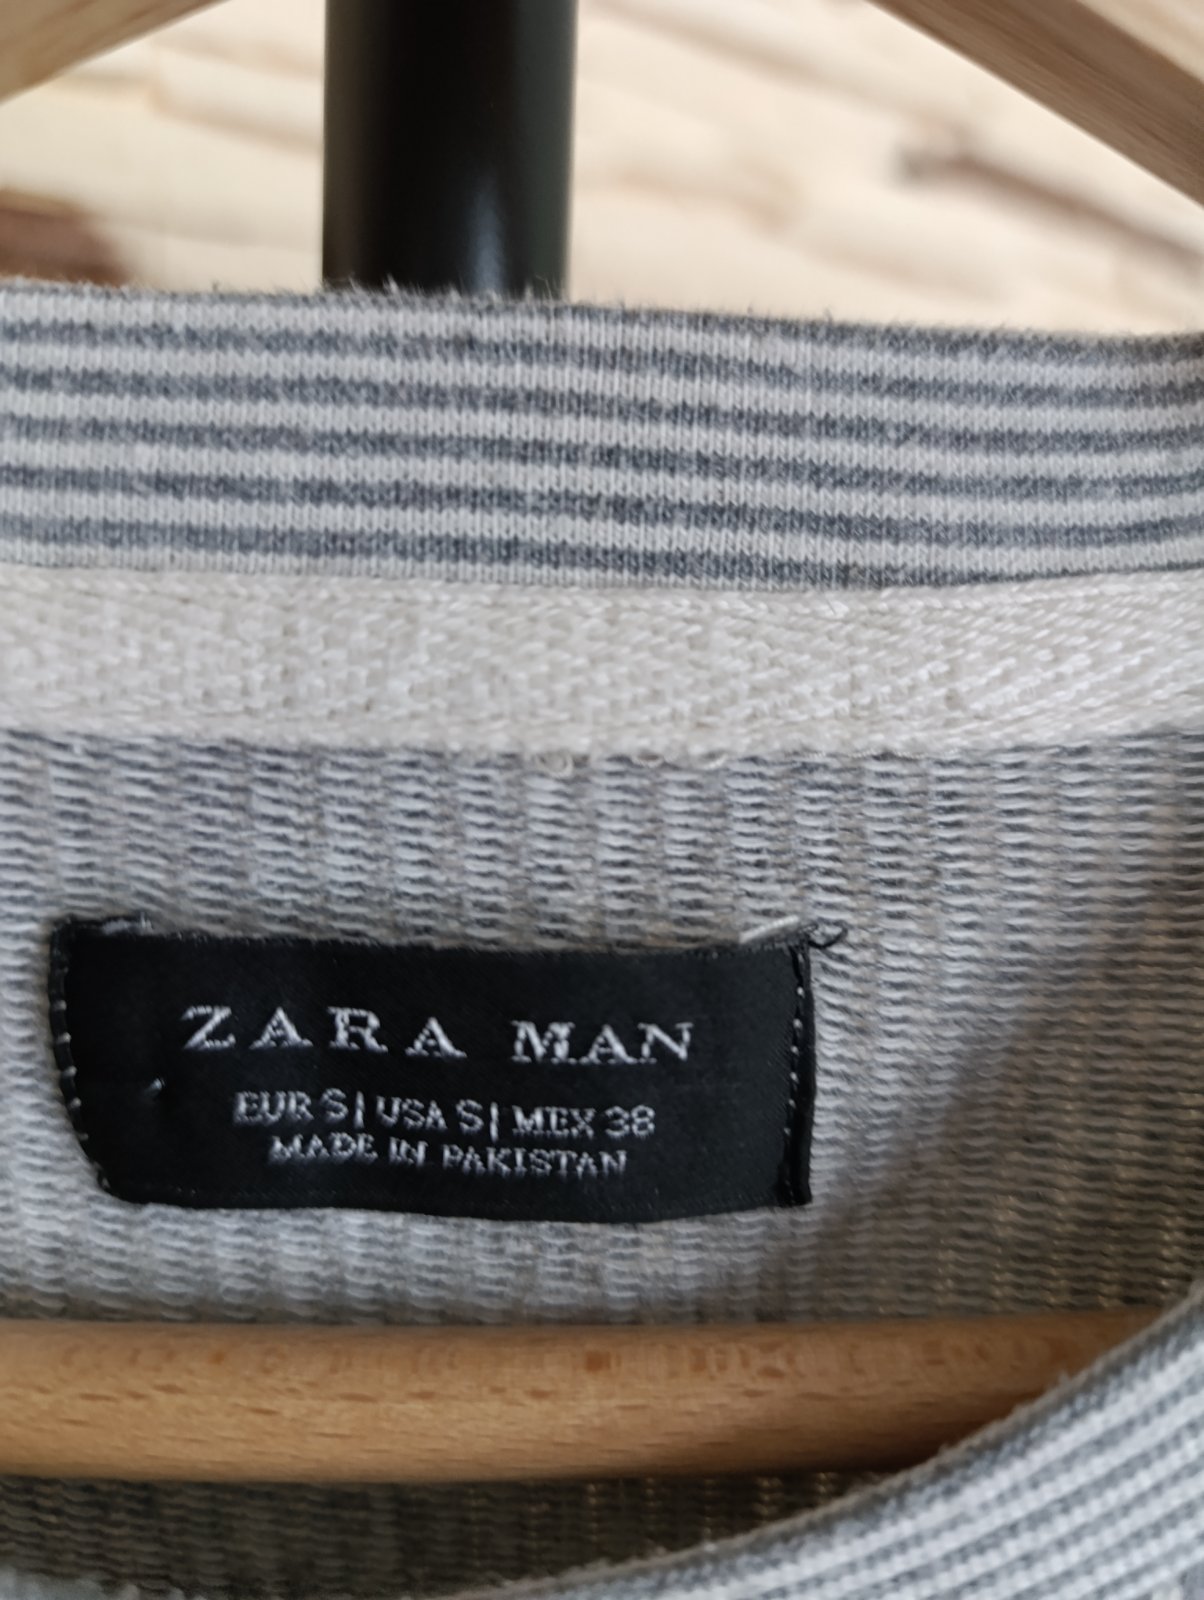 ZARA MAN
EUR S| USA S| MEX 38
MADE IN PAKISTAN